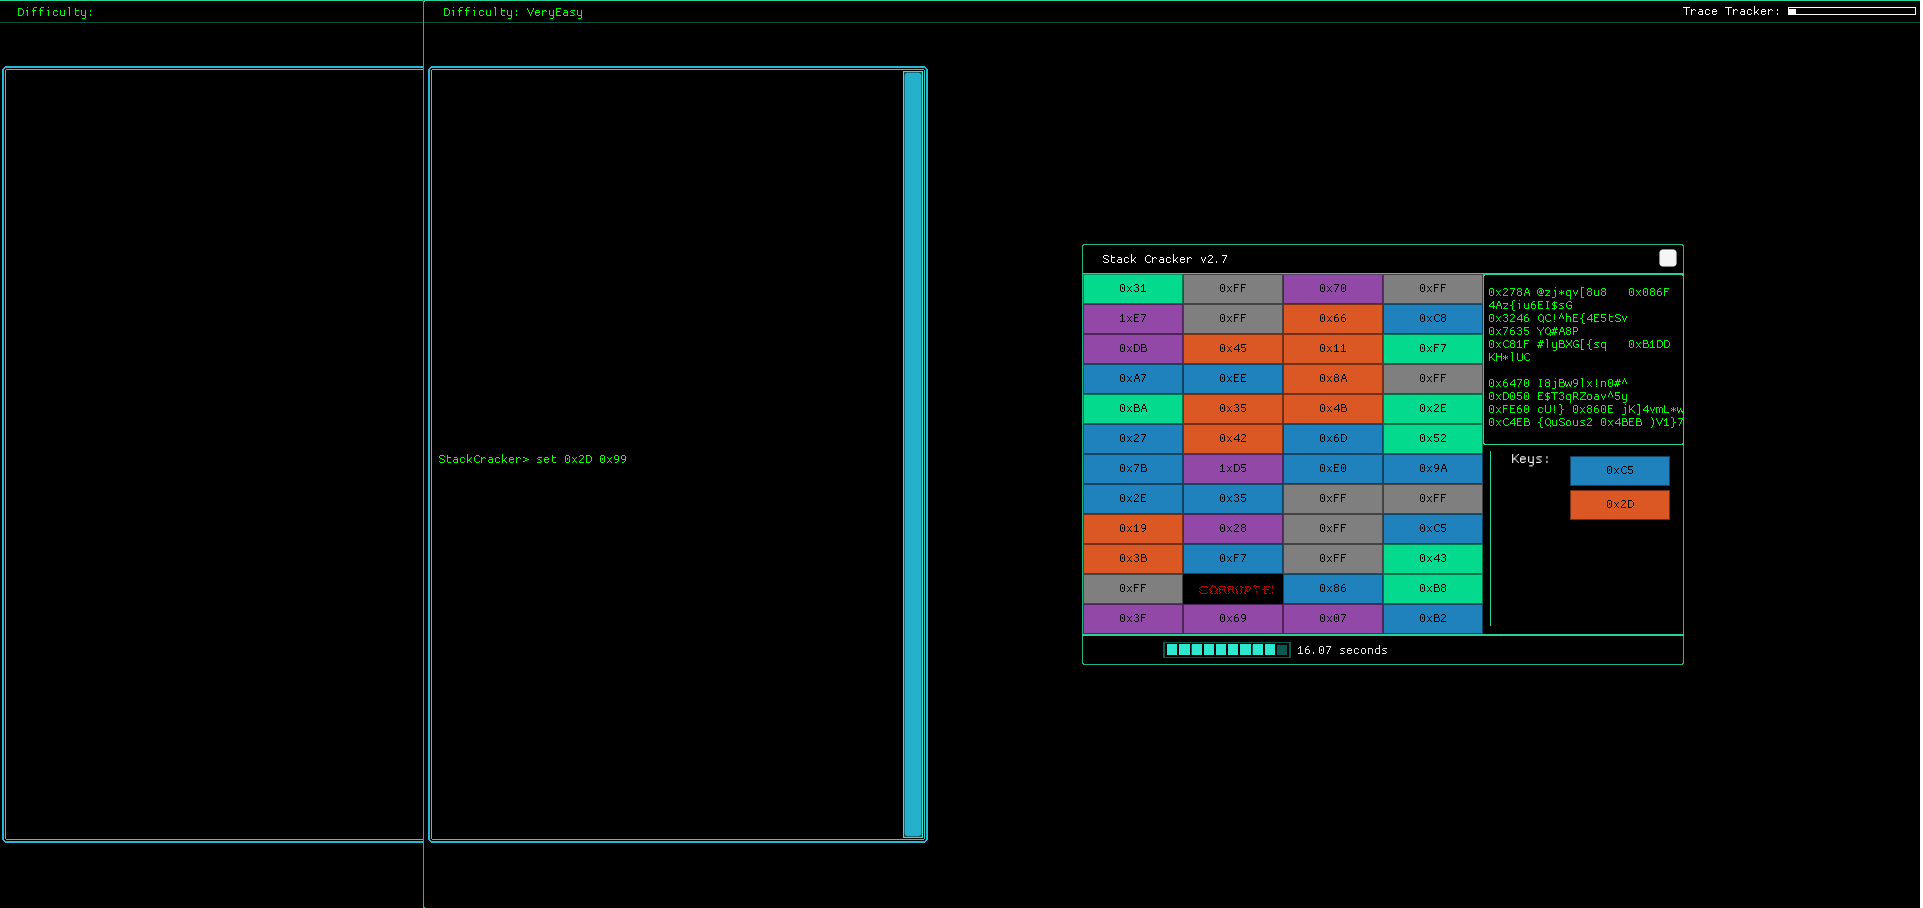 Difficulty:
Difficulty: VeryEasy
Trace Tracker:
StackCracker> set 0x2D 0x99
Stack Cracker v2.7
0x31 0xFF 0x70 0xFF
1xE7 0xFF 0x66 0xC8
0xDB 0x45 0x11 0xF7
0xA7 0xEE 0x8A 0xFF
0xBA 0x35 0x4B 0x2E
0x27 0x42 0x6D 0x52
0x7B 1xD5 0xE0 0x9A
0x2E 0x35 0xFF 0xFF
0x19 0x28 0xFF 0xC5
0x3B 0xF7 0xFF 0x43
0xFF 0x86 0xB8
0x3F 0x69 0x07 0xB2
0x278A @zj*qv[8u8 0x086F
4Az{iu6EI$sG
0x3246 QC!^hE{4E5tSv
0x7635 YQ#A8P
0xC81F #lyBXG[{sq 0xB1DD
KH*lUC
0x6470 I8jBw9lx!n0#^
0xD050 E$T3qRZoav^5y
0xFE60 cU!} 0x860E jK]4vmL*w
0xC4EB {QuSous2 0x4BEB )V1}7
Keys:
0xC5
0x2D
16.07 seconds